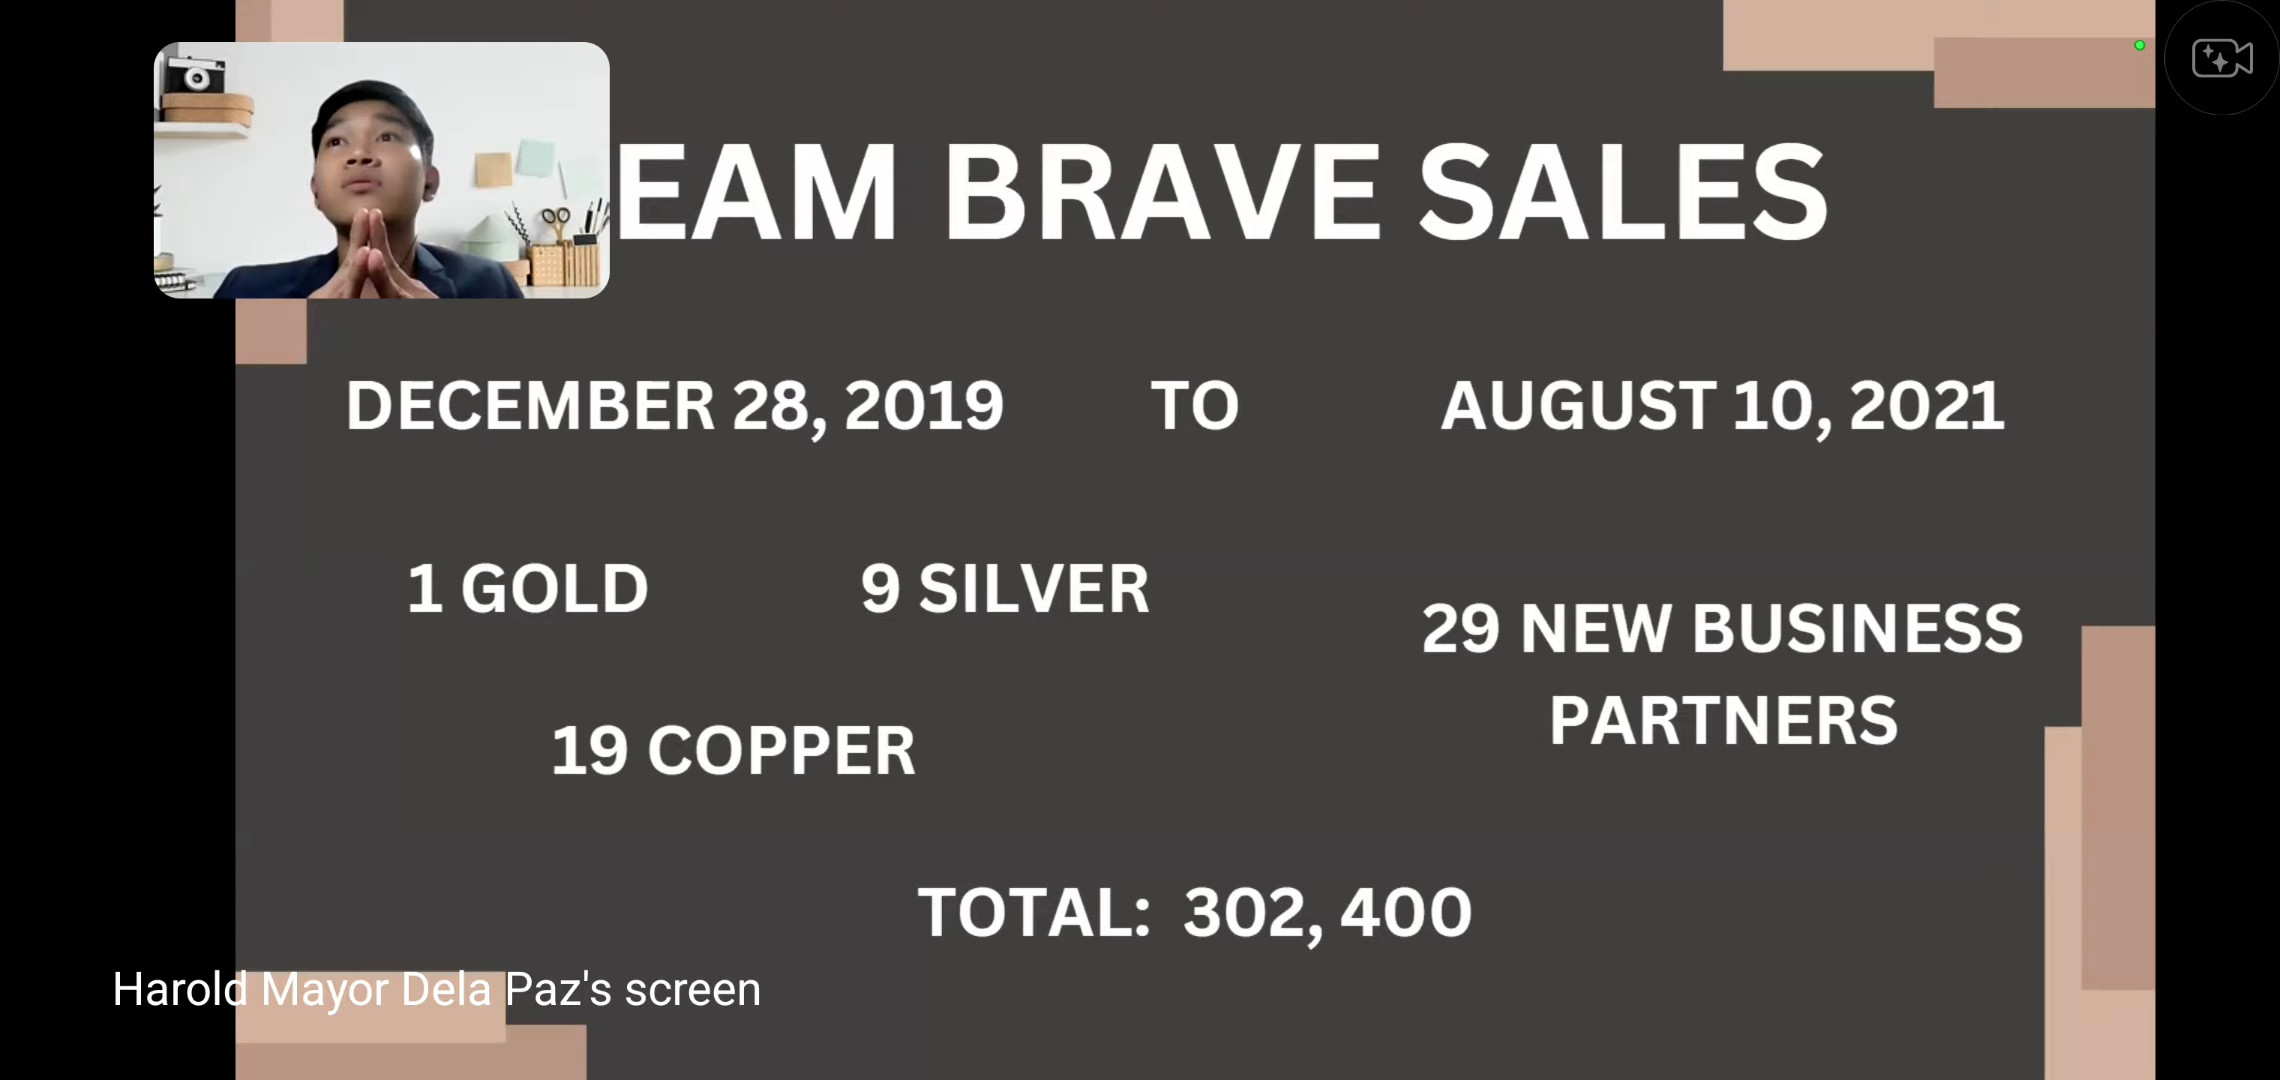 EAM BRAVE SALES
DECEMBER 28, 2019 TO AUGUST 10, 2021
1 GOLD 9 SILVER
29 NEW BUSINESS
PARTNERS
19 COPPER
TOTAL: 302, 400
Harold Mayor Dela Paz's screen